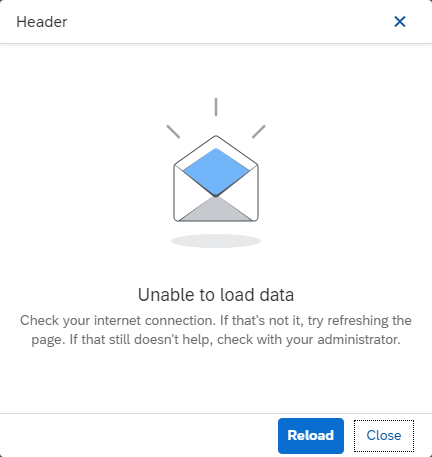 Header
Unable to load data
Check your internet connection. If that's not it, try refreshing the
page. If that still doesn't help, check with your administrator.
Reload
Close